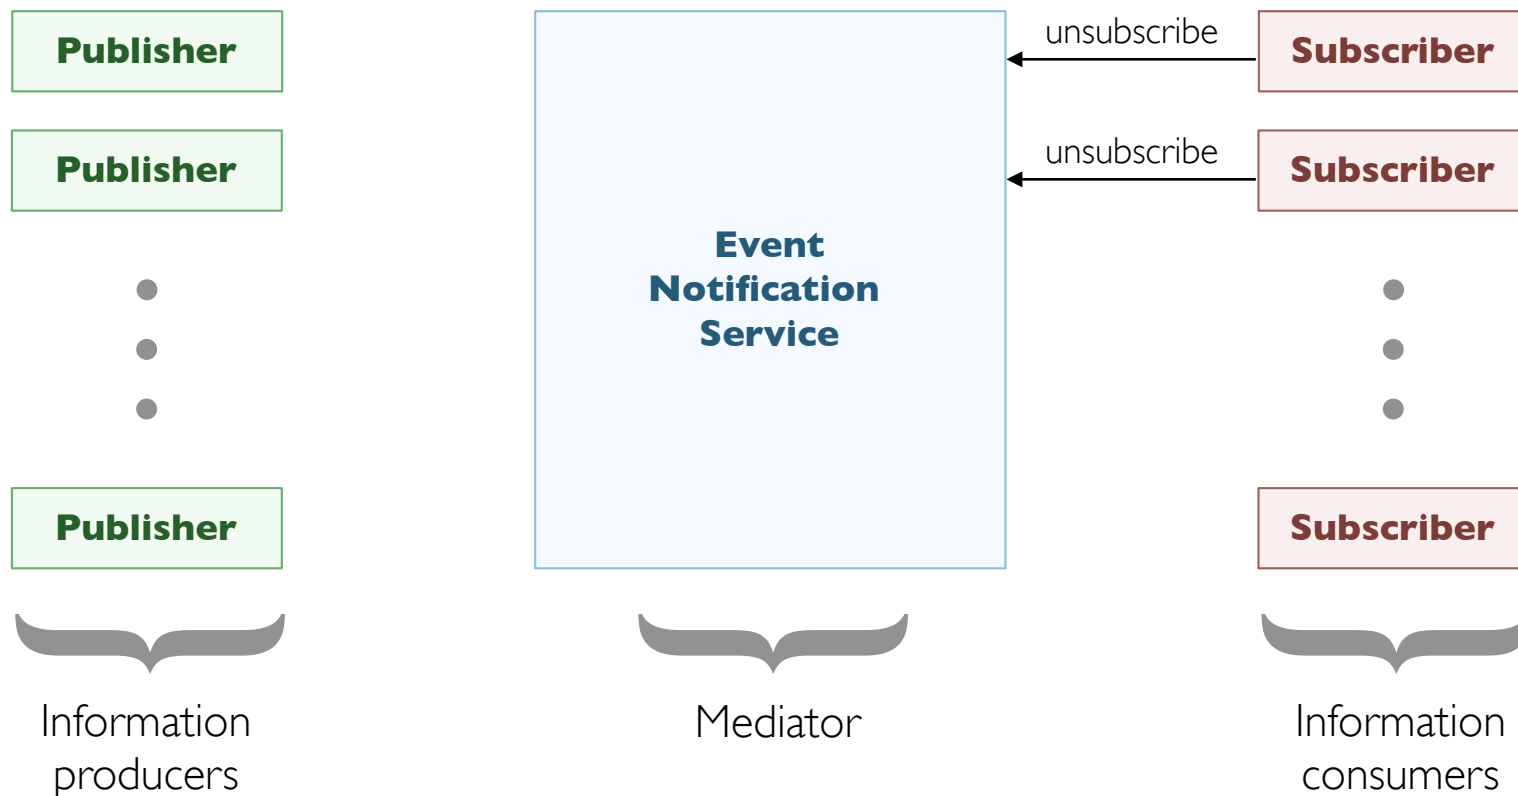 Publisher
unsubscribe
Subscriber
Publisher
unsubscribe
Subscriber
Event
Notification
Service
Publisher
Subscriber
Information
producers
Mediator
Information
consumers